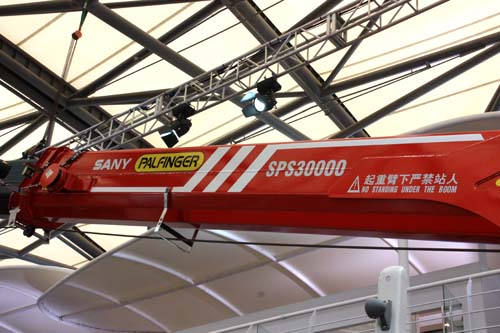 SANY PALFINGER SPS30000
起重臂下严禁站人
NO STANDING UNDER THE BOOM